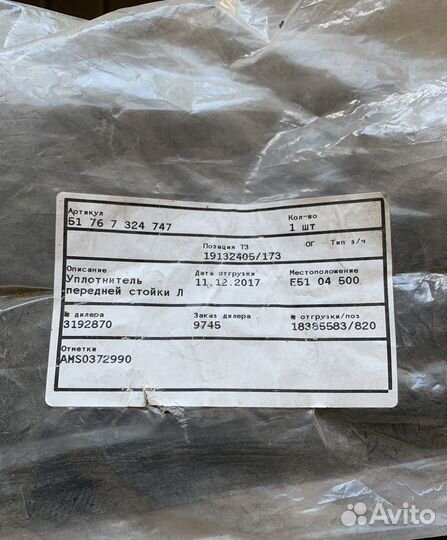 Артикул
51 76 7 324 747
Кол-во
1 шт
Позиция ТЗ
19132405/173
ОГ Тип з/ч
Описание
Уплотнитель
передней стойки Л
Дата отгрузки
11.12.2017
Местоположение
E51 04 500
№ дилера
3192870
Заказ дилера
9745
№ отгрузки/поз
18385583/820
Отметки
AMS0372990
Avito